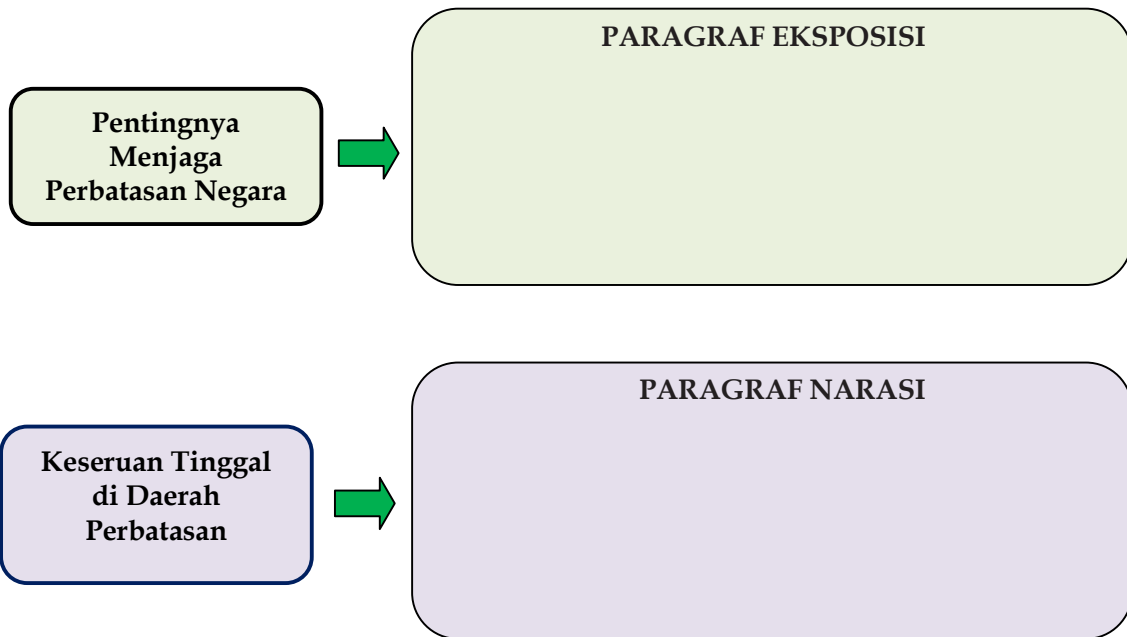 PARAGRAF EKSPOSISI
Pentingnya
Menjaga
Perbatasan Negara
PARAGRAF NARASI
Keseruan Tinggal
di Daerah
Perbatasan